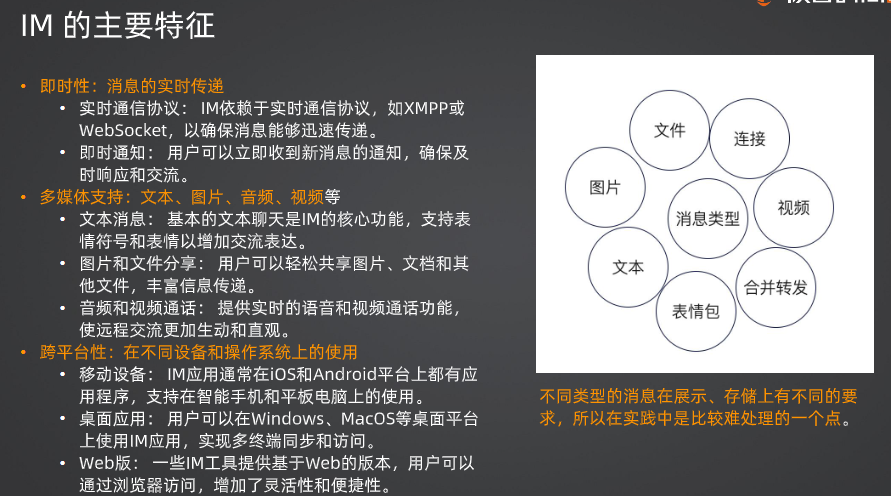 IM 的主要特征
• 即时性：消息的实时传递
• 实时通信协议： IM依赖于实时通信协议，如XMPP或
WebSocket，以确保消息能够迅速传递。
• 即时通知： 用户可以立即收到新消息的通知，确保及
时响应和交流。
• 多媒体支持：文本、图片、音频、视频等
• 文本消息： 基本的文本聊天是IM的核心功能，支持表
情符号和表情以增加交流表达。
• 图片和文件分享： 用户可以轻松共享图片、文档和其
他文件，丰富信息传递。
• 音频和视频通话： 提供实时的语音和视频通话功能，
使远程交流更加生动和直观。
• 跨平台性：在不同设备和操作系统上的使用
• 移动设备： IM应用通常在iOS和Android平台上都有应
用程序，支持在智能手机和平板电脑上的使用。
• 桌面应用： 用户可以在Windows、MacOS等桌面平台
上使用IM应用，实现多终端同步和访问。
• Web版： 一些IM工具提供基于Web的版本，用户可以
通过浏览器访问，增加了灵活性和便捷性。
文件
连接
图片
消息类型
视频
文本
合并转发
表情包
不同类型的消息在展示、存储上有不同的要
求，所以在实践中是比较难处理的一个点。